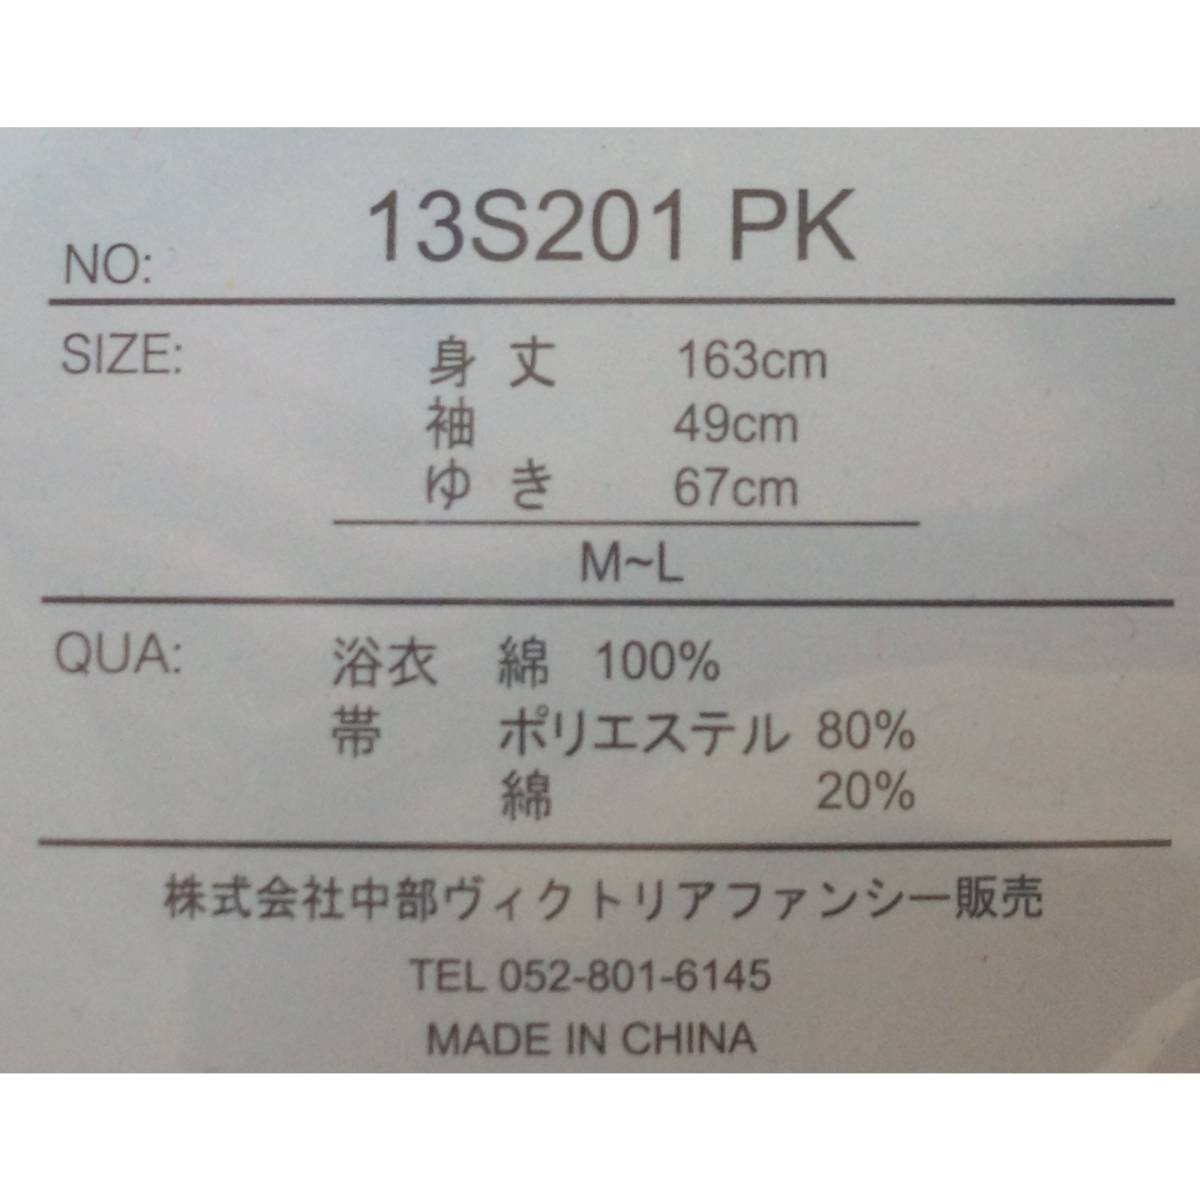 NO: 13S201 PK
SIZE: 身丈 163cm
袖 49cm
ゆき 67cm
M~L
QUA: 浴衣 綿 100%
帯 ポリエステル 80%
綿 20%
株式会社中部ヴィクトリアファンシー販売
TEL 052-801-6145
MADE IN CHINA